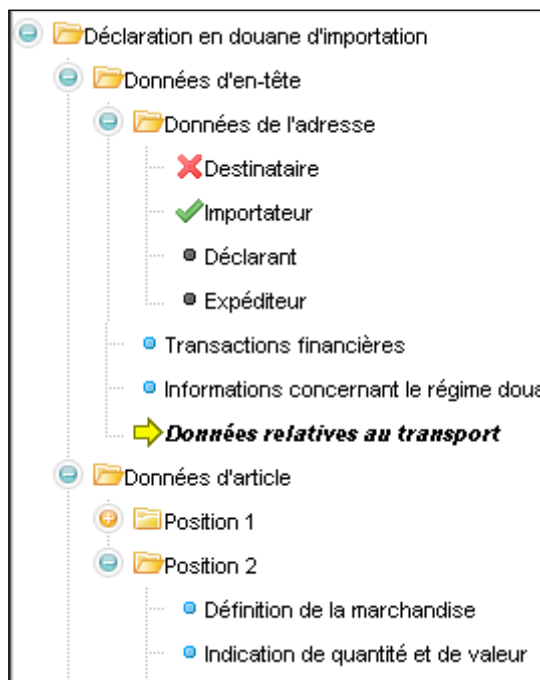 Déclaration en douane d'importation
Données d'en-tête
Données de l'adresse
Destinataire
Importateur
Déclarant
Expéditeur
Transactions financières
Informations concernant le régime
Données relatives au transport
Données d'article
Position 1
Position 2
Définition de la marchandise
Indication de quantité et de valeur